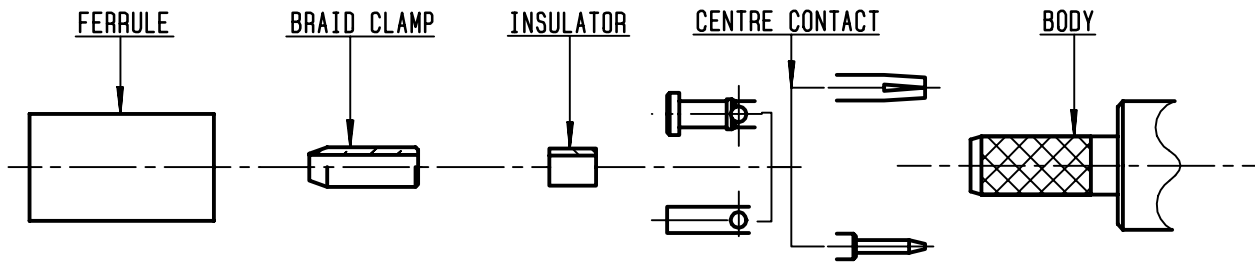 FERRULE
BRAID CLAMP
INSULATOR
CENTRE CONTACT
BODY